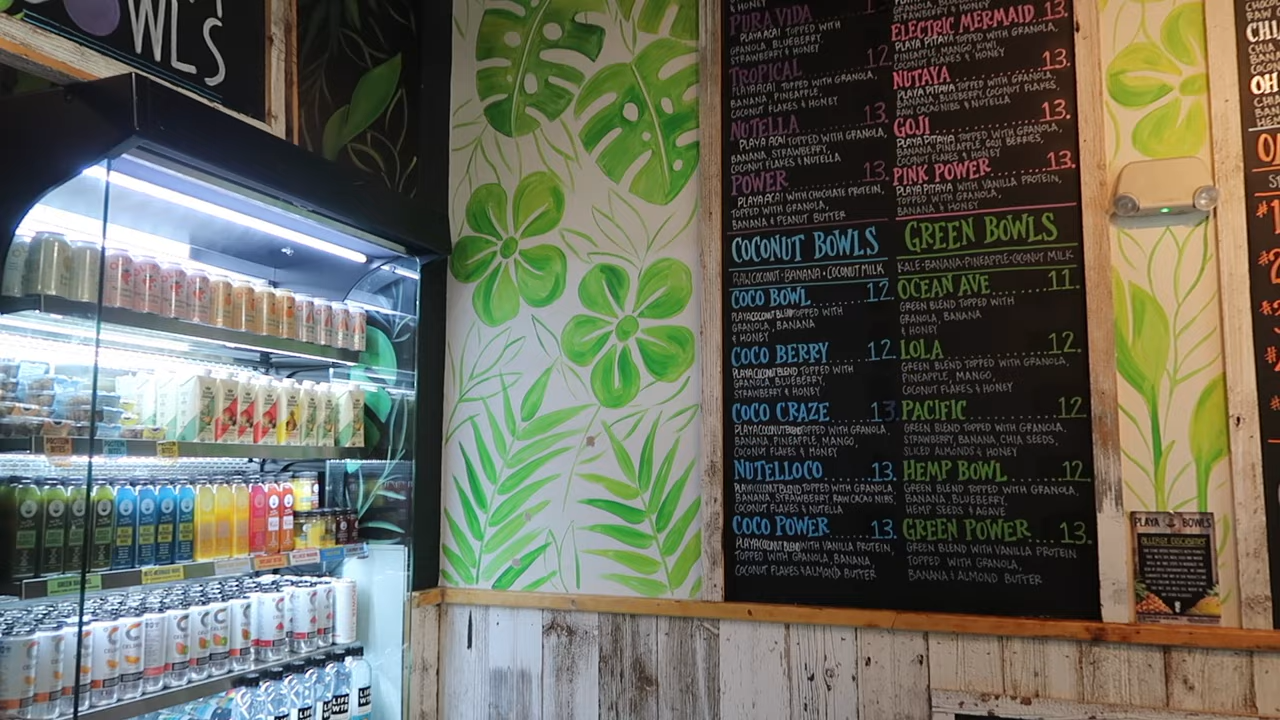 WLS
PURA VIDA
PLAYA ACAI TOPPED WITH
GRANOLA, BLUEBERRY,
STRAWBERRY & HONEY
TROPICAL 12.
PLAYA ACAI TOPPED WITH GRANOLA,
BANANA, PINEAPPLE,
COCONUT FLAKES & HONEY
NUTELLA 13.
PLAYA ACAI TOPPED WITH GRANOLA,
BANANA, STRAWBERRY,
COCONUT FLAKES & NUTELLA
POWER 13.
PLAYA ACAI WITH CHOCOLATE PROTEIN,
TOPPED WITH GRANOLA,
BANANA & PEANUT BUTTER
COCONUT BOWLS
RAW COCONUT·BANANA·COCONUT MILK
COCO BOWL 12.
PLAYA COCONUT BLEND TOPPED WITH
GRANOLA, BANANA
& HONEY
COCO BERRY 12.
PLAYA COCONUT BLEND TOPPED WITH
GRANOLA, BLUEBERRY,
STRAWBERRY & HONEY
COCO CRAZE 13
PLAYA COCONUT BLEND TOPPED WITH GRANOLA,
BANANA, PINEAPPLE, MANGO,
COCONUT FLAKES & HONEY
NUTELLOCO 13.
PLAYA COCONUT BLEND TOPPED WITH GRANOLA,
BANANA, STRAWBERRY, RAW CACAO NIBS,
COCONUT FLAKES & NUTELLA
COCO POWER 13.
PLAYA COCONUT BLEND WITH VANILLA PROTEIN,
TOPPED WITH GRANOLA, BANANA,
COCONUT FLAKES & ALMOND BUTTER
STRAWBERRY, COCONUT FLAKES & HONEY
ELECTRIC MERMAID 13.
PLAYA PITAYA TOPPED WITH GRANOLA,
PINEAPPLE, MANGO, KIWI,
COCONUT FLAKES & HONEY
NUTAYA 13.
PLAYA PITAYA TOPPED WITH GRANOLA,
BANANA, BLUEBERRY, COCONUT FLAKES,
RAW CACAO NIBS & NUTELLA
GOJI 13.
PLAYA PITAYA TOPPED WITH GRANOLA,
BANANA, PINEAPPLE, GOJI BERRIES,
COCONUT FLAKES & HONEY
PINK POWER 13.
PLAYA PITAYA WITH VANILLA PROTEIN,
TOPPED WITH GRANOLA,
BANANA & HONEY
GREEN BOWLS
KALE·BANANA·PINEAPPLE·COCONUT MILK
OCEAN AVE 11.
GREEN BLEND TOPPED WITH
GRANOLA, BANANA
& HONEY
LOLA 12.
GREEN BLEND TOPPED WITH GRANOLA,
PINEAPPLE, MANGO,
COCONUT FLAKES & HONEY
PACIFIC 12
GREEN BLEND TOPPED WITH GRANOLA,
STRAWBERRY, BANANA, CHIA SEEDS,
SLICED ALMONDS & HONEY
HEMP BOWL 12
GREEN BLEND TOPPED WITH GRANOLA,
BANANA, BLUEBERRY,
HEMP SEEDS & AGAVE
GREEN POWER 13.
GREEN BLEND WITH VANILLA PROTEIN
TOPPED WITH GRANOLA,
BANANA & ALMOND BUTTER
PLAYA BOWLS
ALLERGY DISCLAIMER
PROTEIN BITES
CELSIUS
LIFE WTR